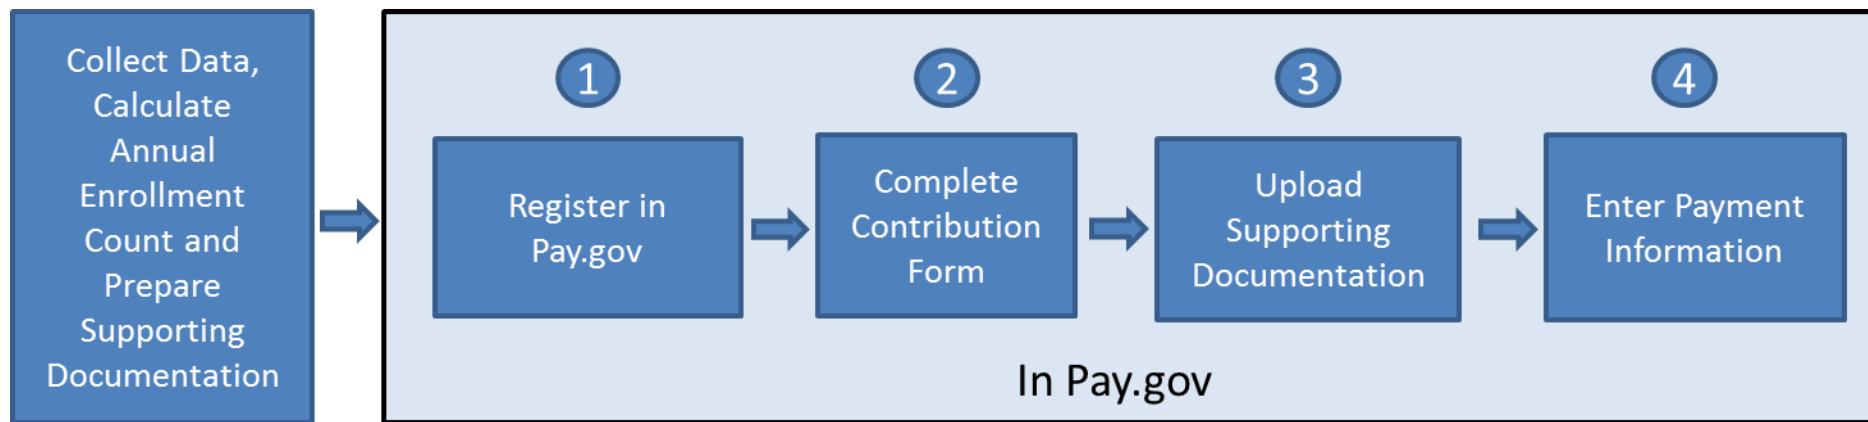 Collect Data,
Calculate
Annual
Enrollment
Count and
Prepare
Supporting
Documentation
1
Register in
Pay.gov
2
Complete
Contribution
Form
3
Upload
Supporting
Documentation
4
Enter Payment
Information
In Pay.gov